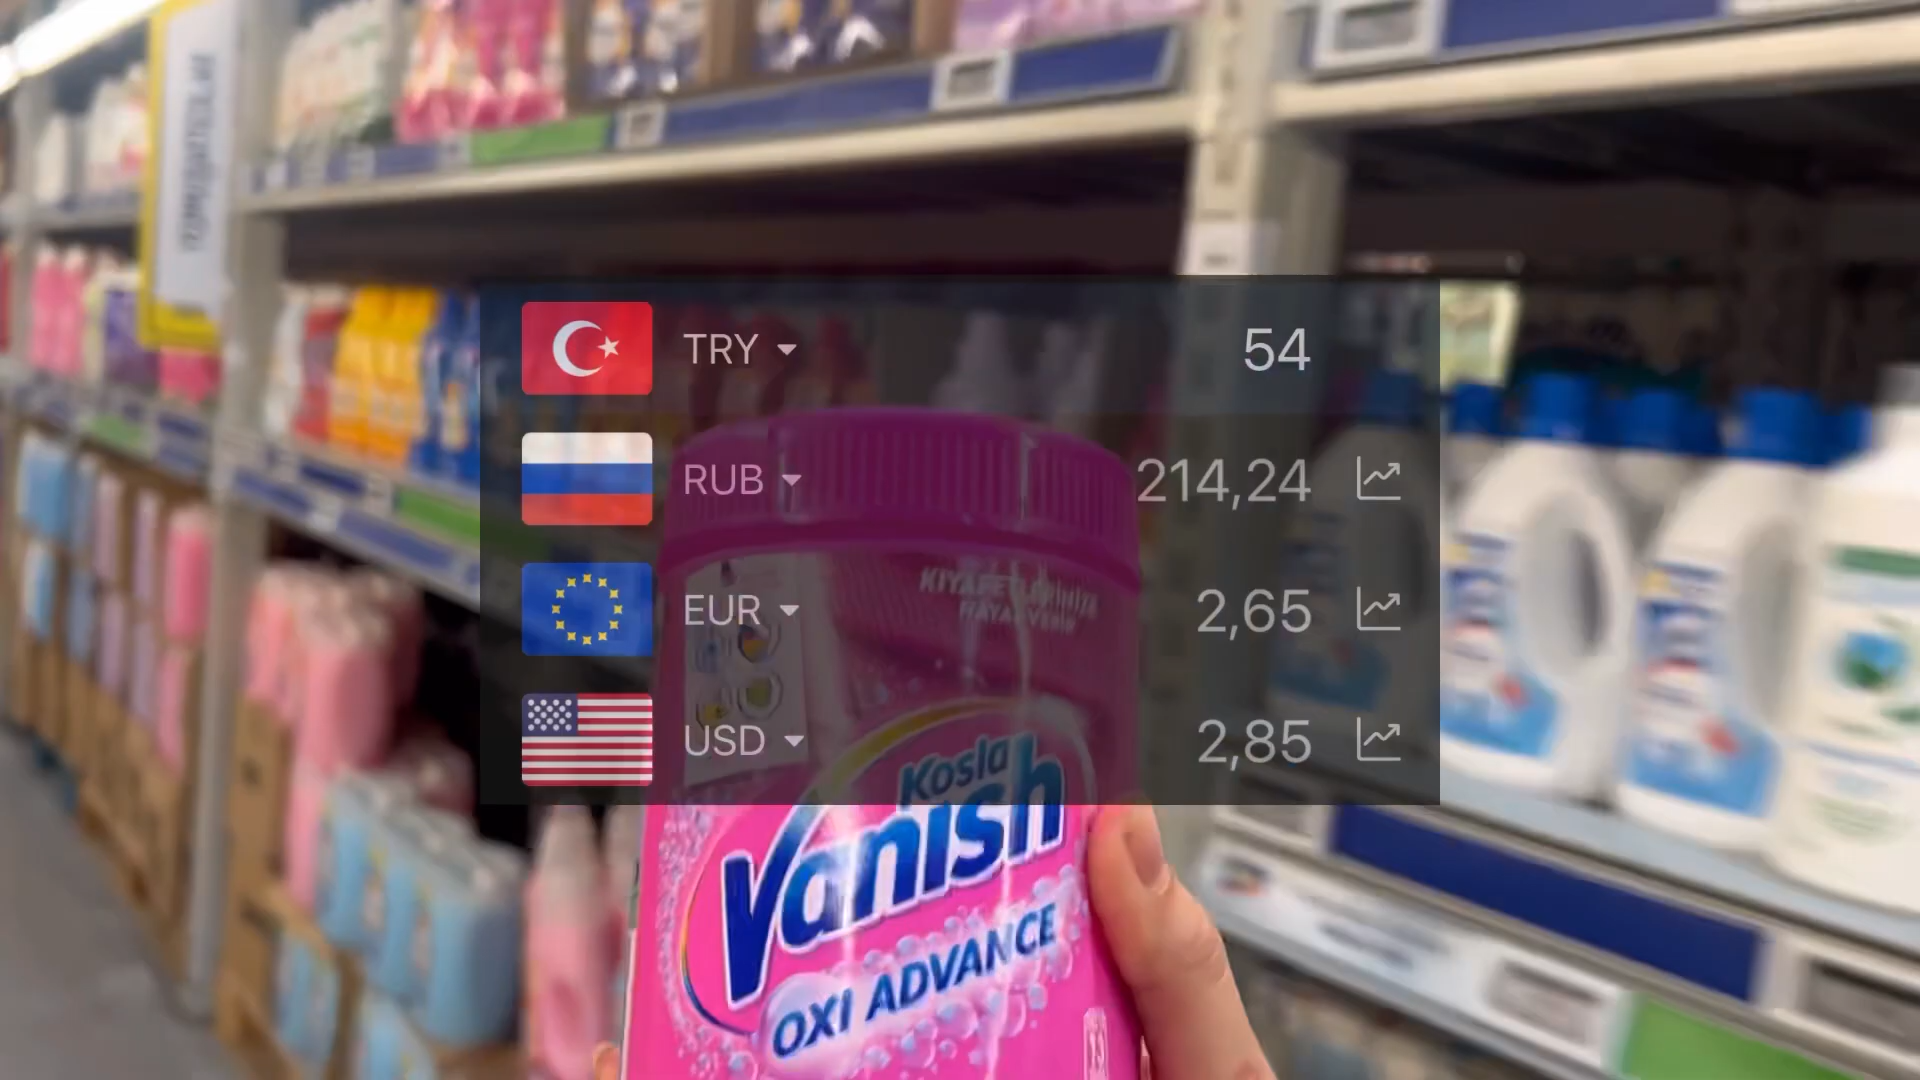 TRY 54
RUB 214,24
EUR 2,65
USD 2,85
KIYAFETLERİNİZE
HAYAT VERİR
Kosla
Vanish
OXI ADVANCE